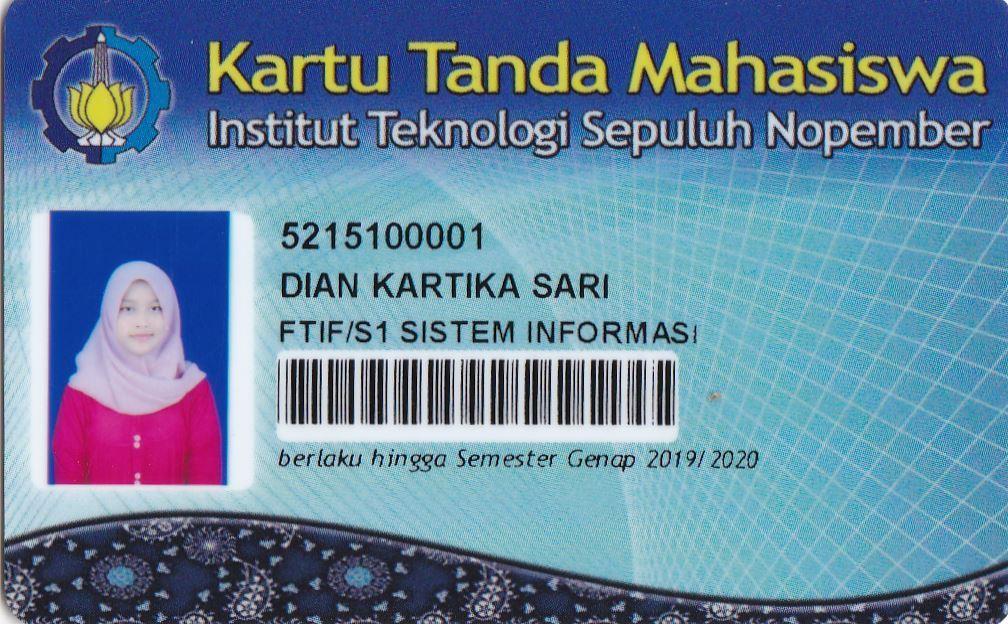 Kartu Tanda Mahasiswa
Institut Teknologi Sepuluh Nopember
5215100001
DIAN KARTIKA SARI
FTIF/S1 SISTEM INFORMASI
berlaku hingga Semester Genap 2019/2020